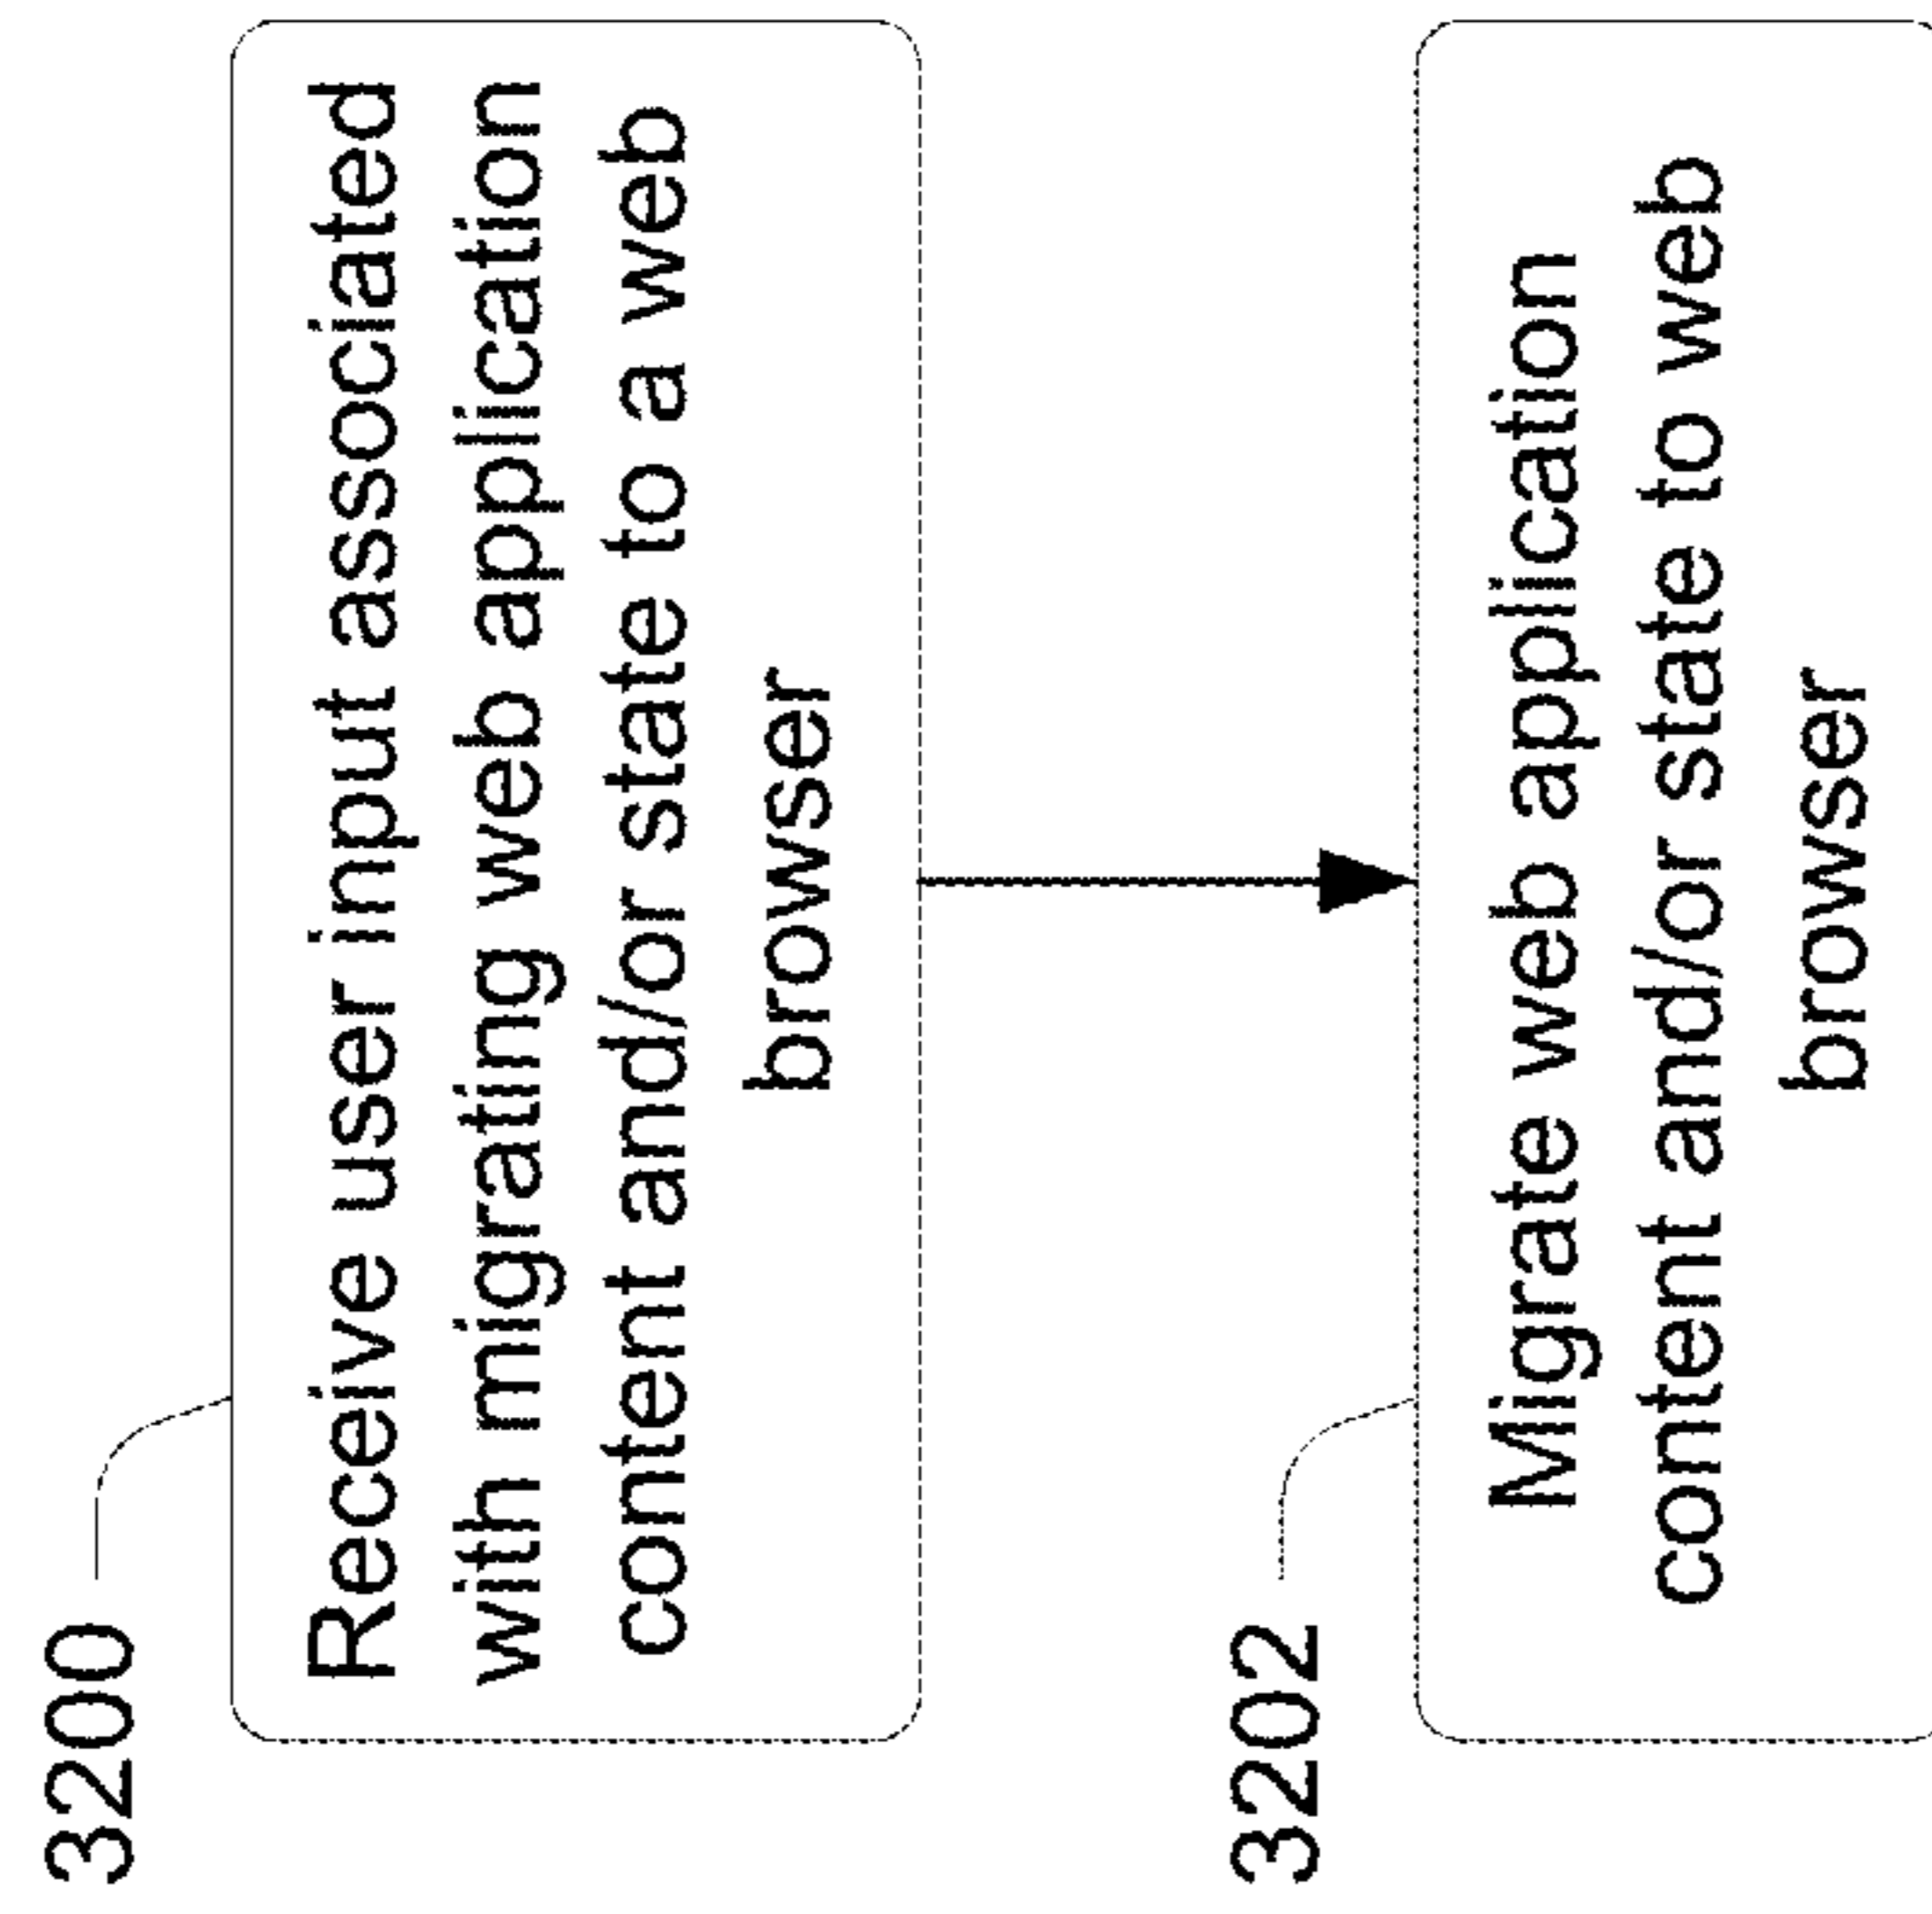 3200
Receive user input associated
with migrating web application
content and/or state to a web
browser
3202
Migrate web application
content and/or state to web
browser